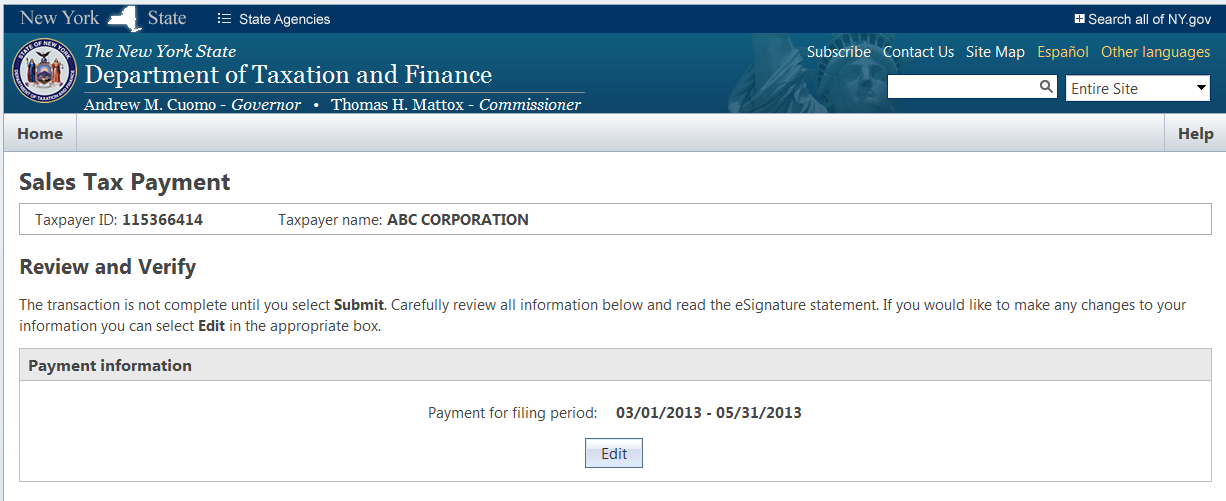 New York State State Agencies Search all of NY.gov
The New York State
Department of Taxation and Finance
Andrew M. Cuomo - Governor • Thomas H. Mattox - Commissioner
Subscribe Contact Us Site Map Español Other languages
Entire Site
Home Help
Sales Tax Payment
Taxpayer ID: 115366414 Taxpayer name: ABC CORPORATION
Review and Verify
The transaction is not complete until you select Submit. Carefully review all information below and read the eSignature statement. If you would like to make any changes to your
information you can select Edit in the appropriate box.
Payment information
Payment for filing period: 03/01/2013 - 05/31/2013
Edit